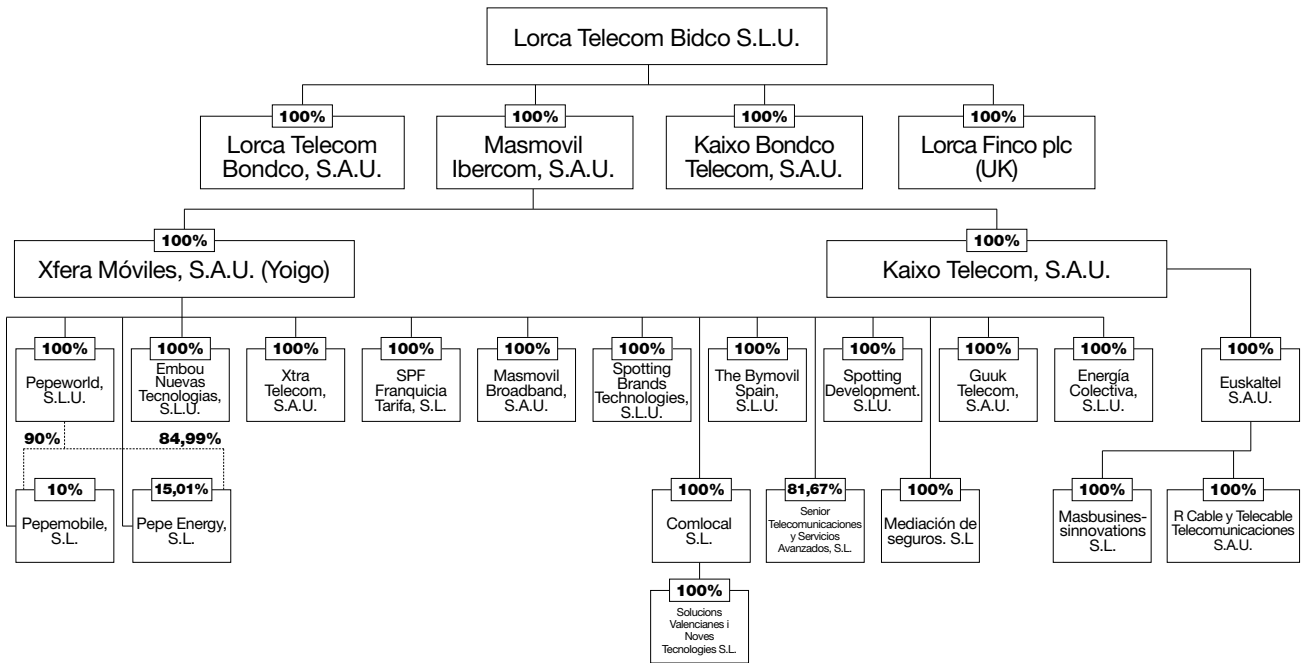 Lorca Telecom Bidco S.L.U.
100%
100%
100%
100%
Lorca Telecom
Bondco, S.A.U.
Masmovil
Ibercom, S.A.U.
Kaixo Bondco
Telecom, S.A.U.
Lorca Finco plc
(UK)
100%
100%
Xfera Móviles, S.A.U. (Yoigo)
Kaixo Telecom, S.A.U.
100%
Pepeworld,
S.L.U.
100%
Embou
Nuevas
Tecnologias, S.L.U.
100%
Xtra
Telecom,
S.A.U.
100%
SPF
Franquicia
Tarifa, S.L.
100%
Masmovil
Broadband,
S.A.U.
100%
Spotting
Brands
Technologies,
S.L.U.
100%
The Bymovil
Spain,
S.L.U.
100%
Spotting
Development.
S.LU.
100%
Guuk
Telecom,
S.A.U.
100%
Energía
Colectiva,
S.L.U.
100%
Euskaltel
S.A.U.
90%
84,99%
10%
Pepemobile,
S.L.
15,01%
Pepe Energy,
S.L.
100%
Comlocal
S.L.
81,67%
Senior
Telecomunicaciones
y Servicios
Avanzados, S.L.
100%
Mediación de
seguros. S.L
100%
Masbusines-
sinnovations
S.L.
100%
R Cable y Telecable
Telecomunicaciones
S.A.U.
100%
Solucions
Valencianes i
Noves
Tecnologies S.L.